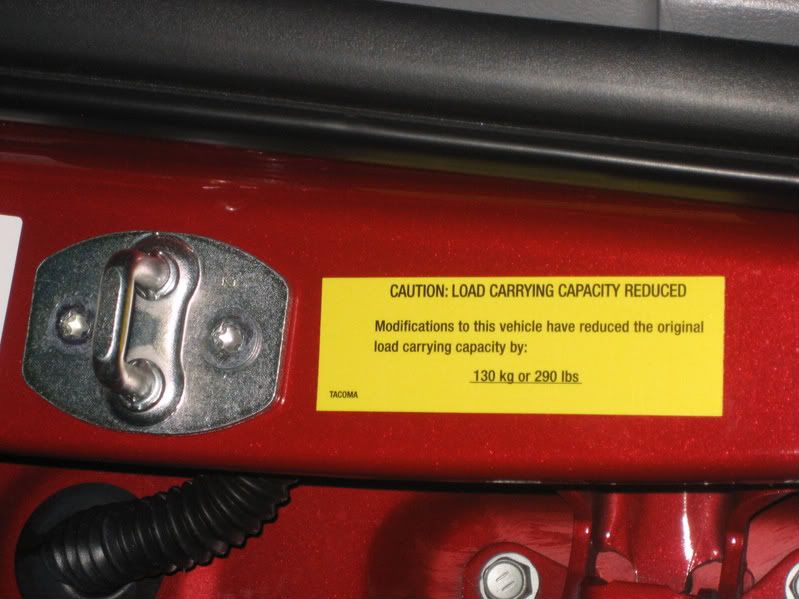 CAUTION: LOAD CARRYING CAPACITY REDUCED
Modifications to this vehicle have reduced the original
load carrying capacity by:
130 kg or 290 lbs
TACOMA